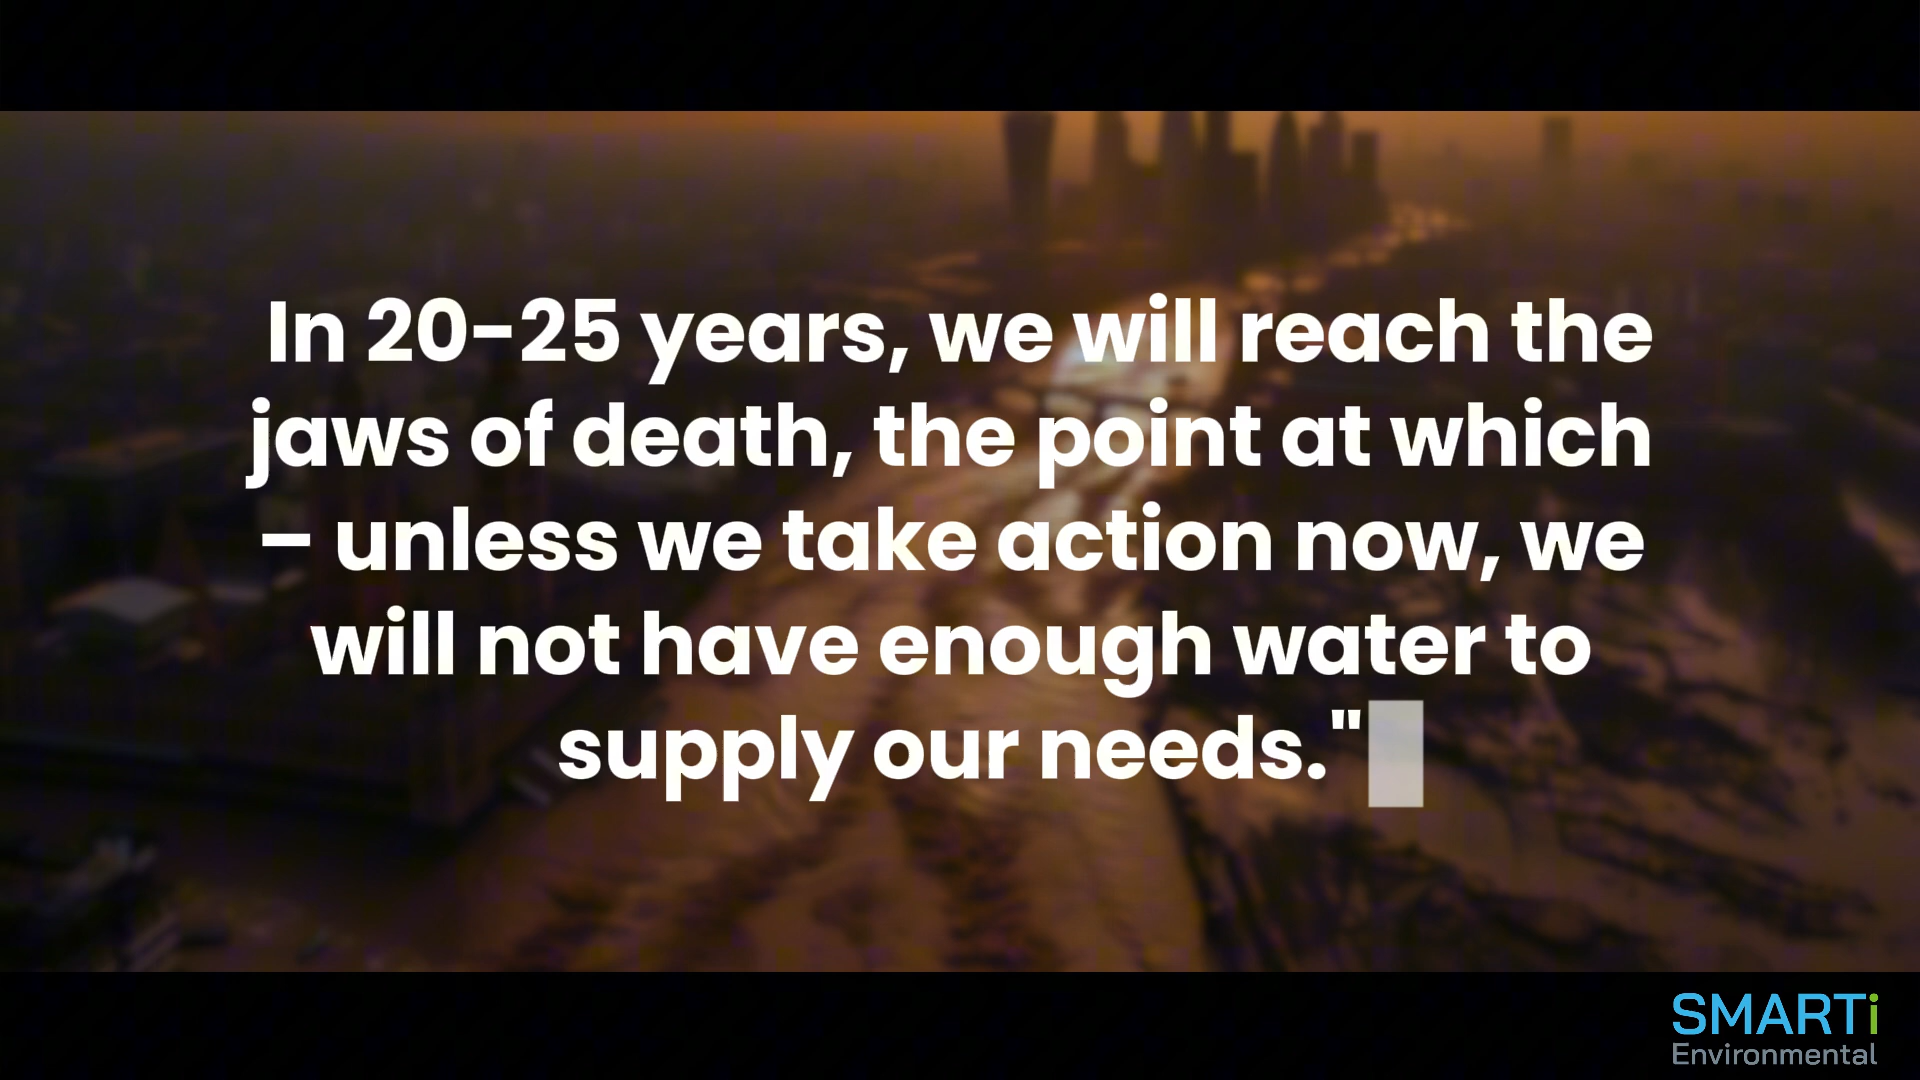 In 20-25 years, we will reach the
jaws of death, the point at which
– unless we take action now, we
will not have enough water to
supply our needs."
SMARTi
Environmental